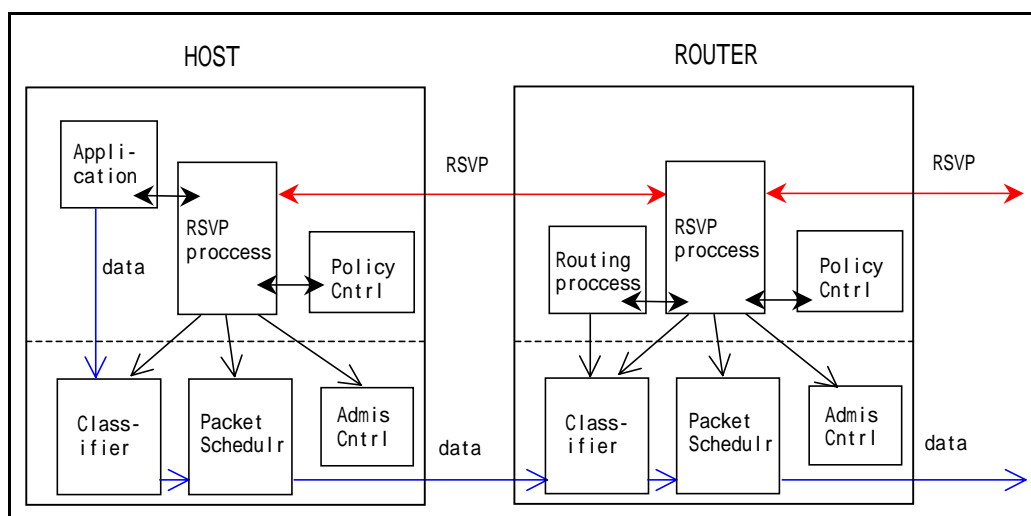 HOST
ROUTER
Appli-
cation
RSVP
proccess
Policy
Cntrl
data
RSVP
Routing
proccess
RSVP
proccess
Policy
Cntrl
RSVP
Class-
ifier
Packet
Schedulr
Admis
Cntrl
data
Class-
ifier
Packet
Schedulr
Admis
Cntrl
data